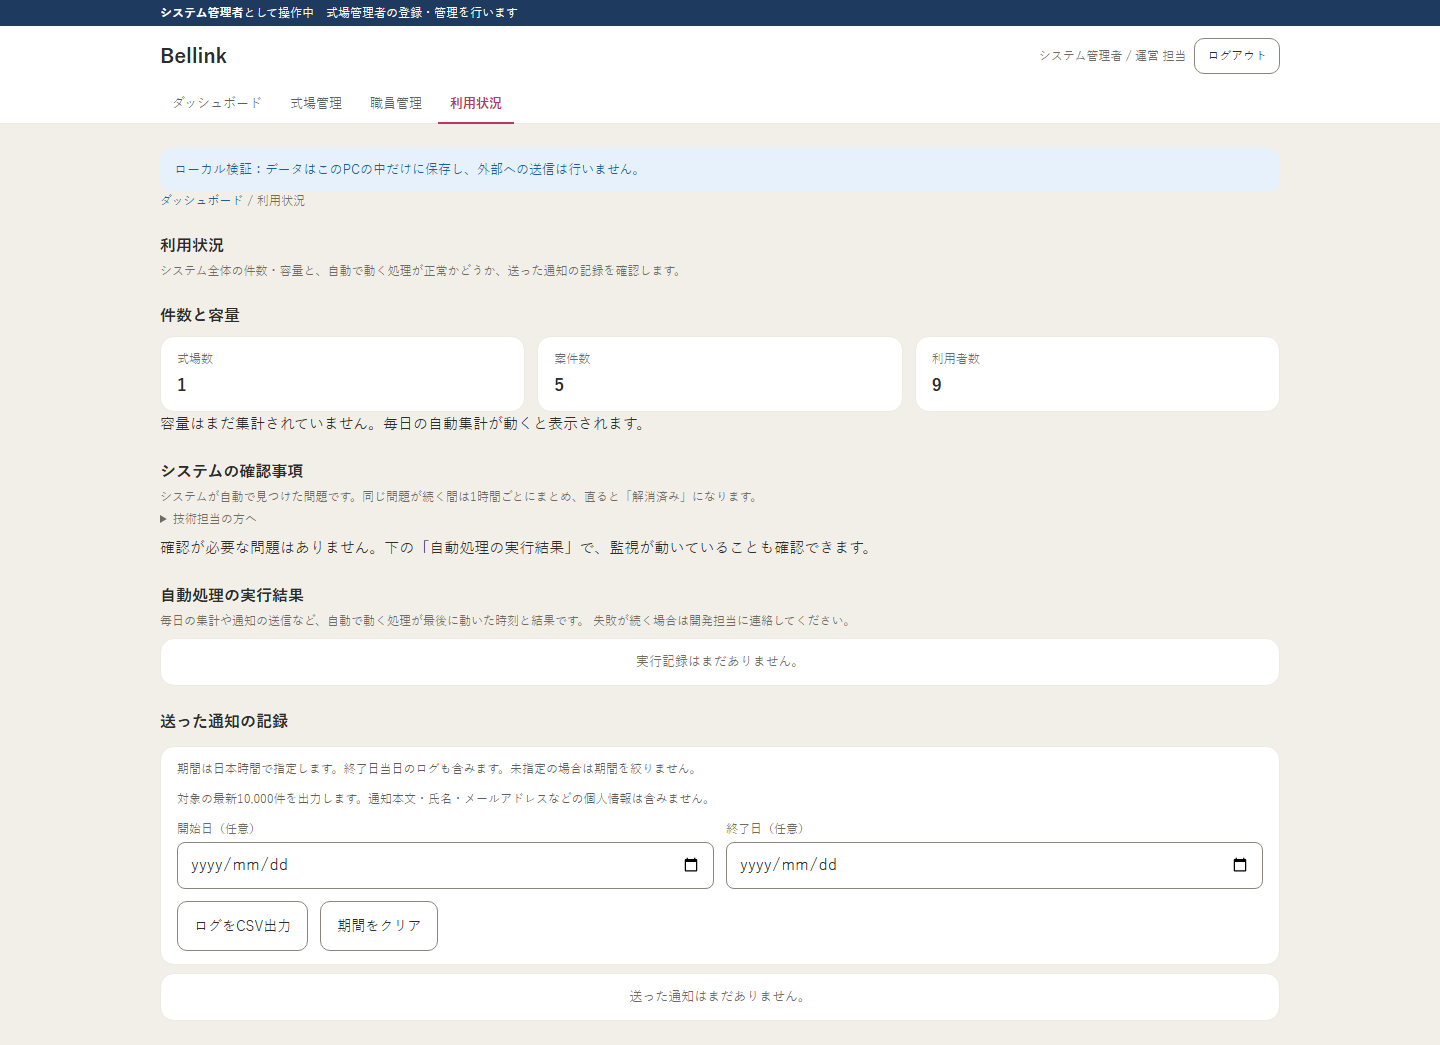 システム管理者として操作中 式場管理者の登録・管理を行います
Bellink
システム管理者 / 運営 担当
ログアウト
ダッシュボード
式場管理
職員管理
利用状況
ローカル検証：データはこのPCの中だけに保存し、外部への送信は行いません。
ダッシュボード / 利用状況
利用状況
システム全体の件数・容量と、自動で動く処理が正常かどうか、送った通知の記録を確認します。
件数と容量
式場数
1
案件数
5
利用者数
9
容量はまだ集計されていません。毎日の自動集計が動くと表示されます。
システムの確認事項
システムが自動で見つけた問題です。同じ問題が続く間は1時間ごとにまとめ、直ると「解消済み」になります。
▶ 技術担当の方へ
確認が必要な問題はありません。下の「自動処理の実行結果」で、監視が動いていることも確認できます。
自動処理の実行結果
毎日の集計や通知の送信など、自動で動く処理が最後に動いた時刻と結果です。 失敗が続く場合は開発担当に連絡してください。
実行記録はまだありません。
送った通知の記録
期間は日本時間で指定します。終了日当日のログも含みます。未指定の場合は期間を絞りません。
対象の最新10,000件を出力します。通知本文・氏名・メールアドレスなどの個人情報は含みません。
開始日（任意）
終了日（任意）
yyyy/mm/dd
yyyy/mm/dd
ログをCSV出力
期間をクリア
送った通知はまだありません。